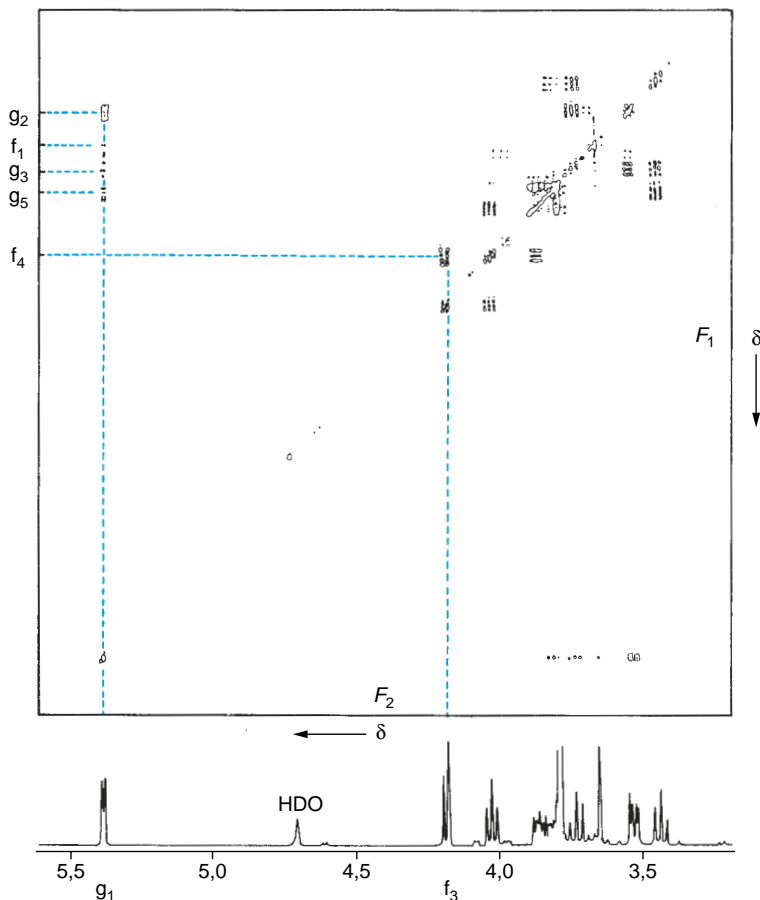 g₂
f₁
g₃
g₅
f₄
F₁ δ
F₂
δ
HDO
5,5 5,0 4,5 4,0 3,5
g₁ f₃